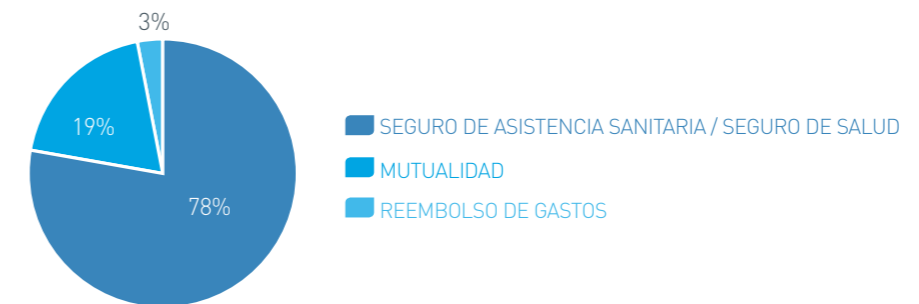 3%
19%
78%
SEGURO DE ASISTENCIA SANITARIA / SEGURO DE SALUD
MUTUALIDAD
REEMBOLSO DE GASTOS